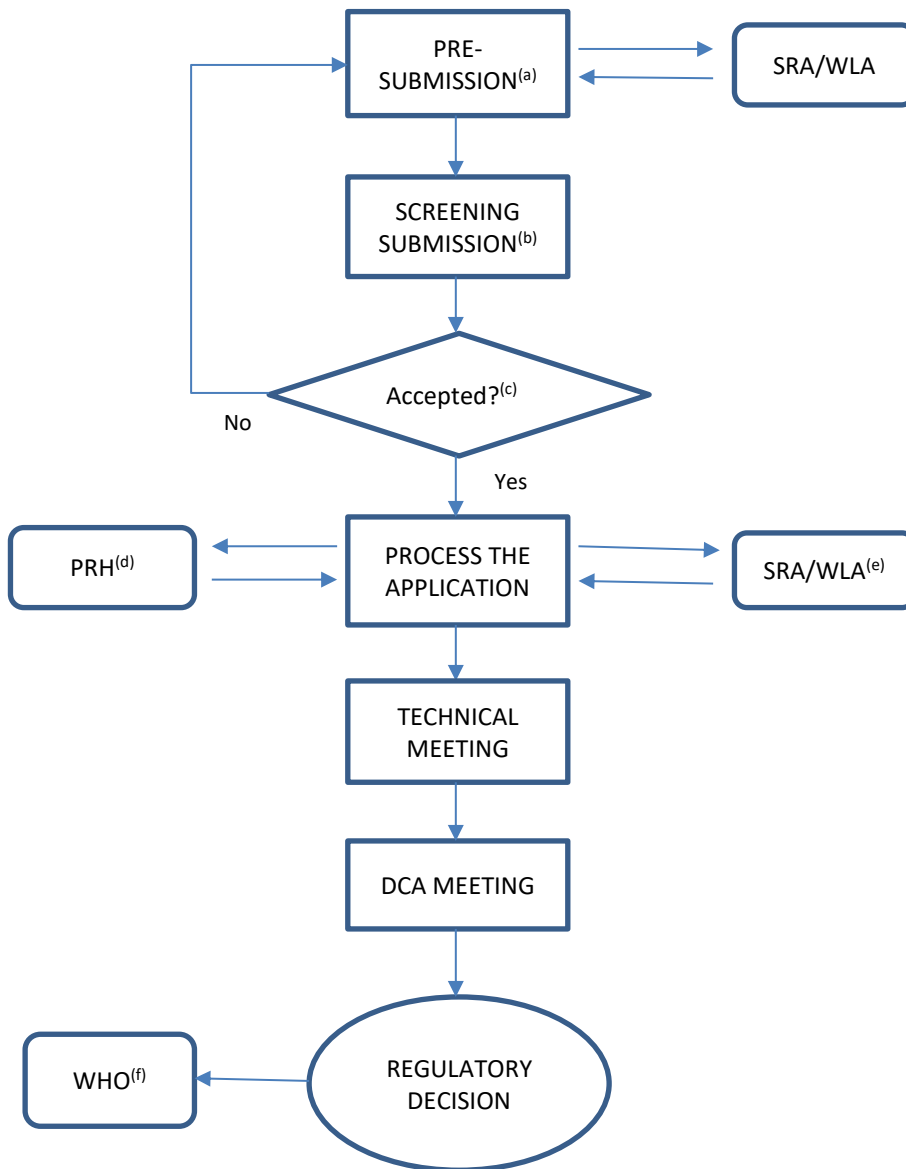 PRE-
SUBMISSION(a)
SRA/WLA
SCREENING
SUBMISSION(b)
Accepted?(c)
No
Yes
PRH(d)
PROCESS THE
APPLICATION
SRA/WLA(e)
TECHNICAL
MEETING
DCA MEETING
REGULATORY
DECISION
WHO(f)